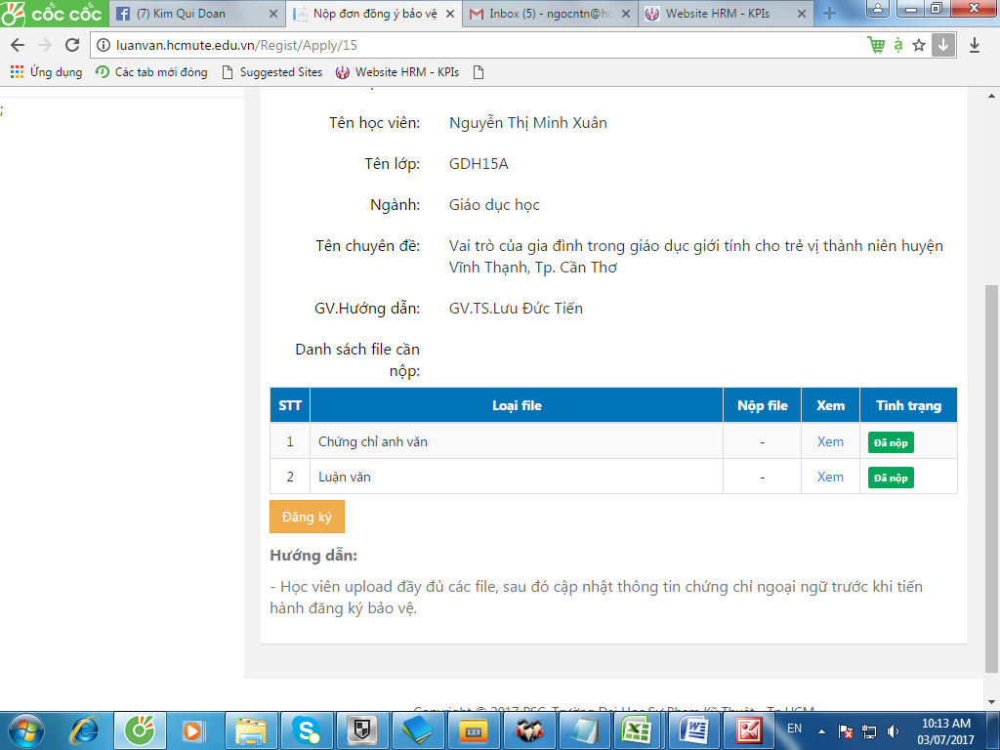 cốc cốc
(7) Kim Qui Doan
Nộp đơn đồng ý bảo vệ
Inbox (5) - ngocntn@hc
Website HRM - KPIs
luanvan.hcmute.edu.vn/Regist/Apply/15
Ứng dụng
Các tab mới đóng
Suggested Sites
Website HRM - KPIs
;
Tên học viên: Nguyễn Thị Minh Xuân
Tên lớp: GDH15A
Ngành: Giáo dục học
Tên chuyên đề: Vai trò của gia đình trong giáo dục giới tính cho trẻ vị thành niên huyện
Vĩnh Thạnh, Tp. Cần Thơ
GV.Hướng dẫn: GV.TS.Lưu Đức Tiến
Danh sách file cần
nộp:
STT Loại file Nộp file Xem Tình trạng
1 Chứng chỉ anh văn - Xem Đã nộp
2 Luận văn - Xem Đã nộp
Đăng ký
Hướng dẫn:
- Học viên upload đầy đủ các file, sau đó cập nhật thông tin chứng chỉ ngoại ngữ trước khi tiến
hành đăng ký bảo vệ.
Copyright © 2017 PSC, Trường Đại Học Sư Phạm Kỹ Thuật - Tp.HCM
EN
10:13 AM
03/07/2017